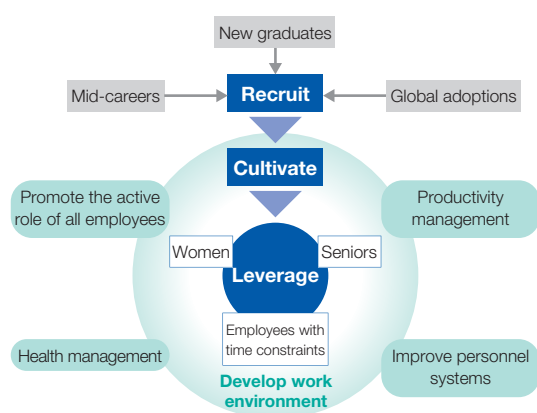 New graduates
Mid-careers
Recruit
Global adoptions
Cultivate
Promote the active
role of all employees
Productivity
management
Women
Seniors
Leverage
Employees with
time constraints
Health management
Improve personnel
systems
Develop work
environment